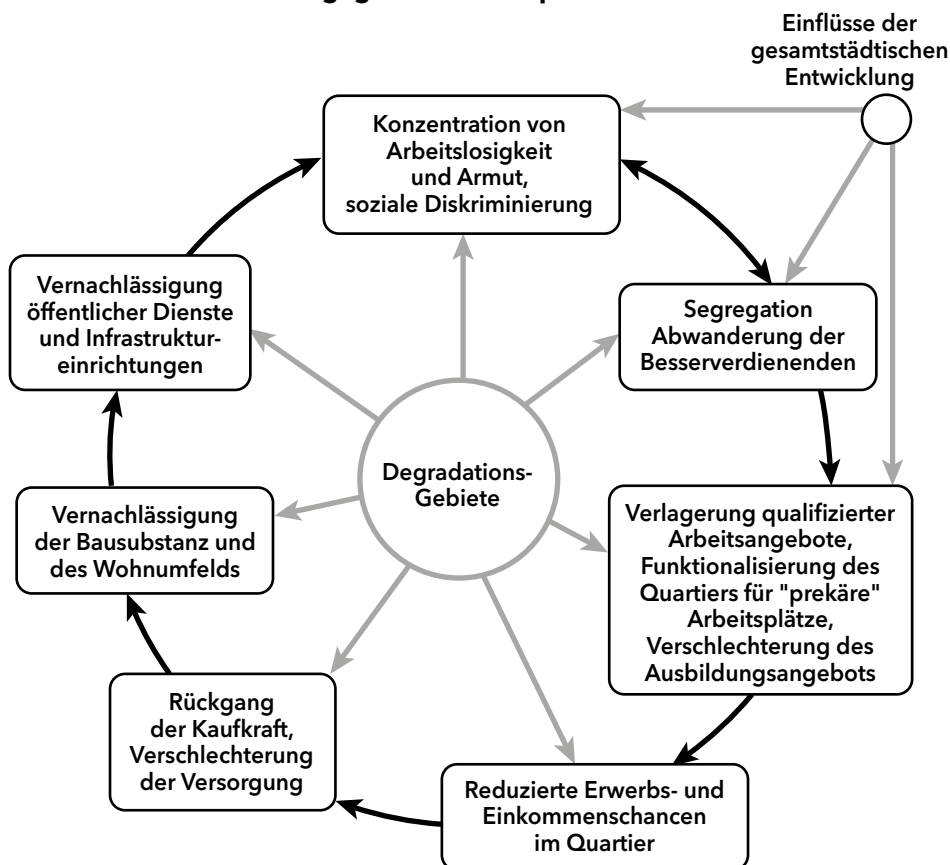 Einflüsse der
gesamtstädtischen
Entwicklung
Konzentration von
Arbeitslosigkeit
und Armut,
soziale Diskriminierung
Segregation
Abwanderung der
Besserverdienenden
Verlagerung qualifizierter
Arbeitsangebote,
Funktionalisierung des
Quartiers für "prekäre"
Arbeitsplätze,
Verschlechterung des
Ausbildungsangebots
Reduzierte Erwerbs- und
Einkommenschancen
im Quartier
Rückgang
der Kaufkraft,
Verschlechterung
der Versorgung
Vernachlässigung
der Bausubstanz und
des Wohnumfelds
Vernachlässigung
öffentlicher Dienste
und Infrastruktur-
einrichtungen
Degradations-
Gebiete